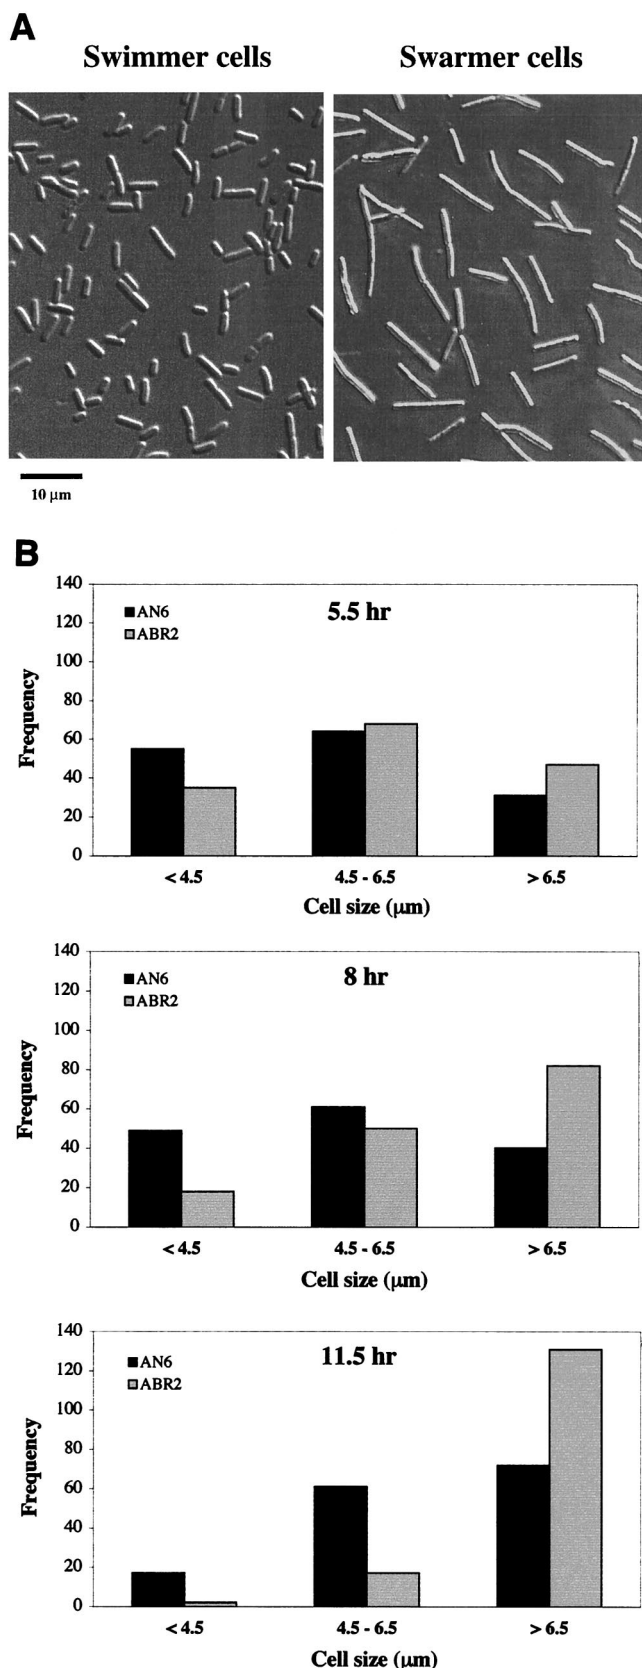 A
Swimmer cells Swarmer cells
10 μm
B
140
120
100
80
60
40
20
0
Frequency
AN6
ABR2
5.5 hr
< 4.5 4.5 - 6.5 > 6.5
Cell size (μm)
140
120
100
80
60
40
20
0
Frequency
AN6
ABR2
8 hr
< 4.5 4.5 - 6.5 > 6.5
Cell size (μm)
140
120
100
80
60
40
20
0
Frequency
AN6
ABR2
11.5 hr
< 4.5 4.5 - 6.5 > 6.5
Cell size (μm)